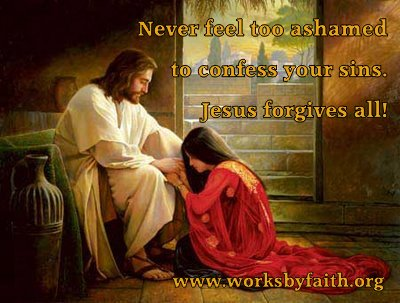 Never feel too ashamed
to confess your sins.
Jesus forgives all!
www.worksbyfaith.org